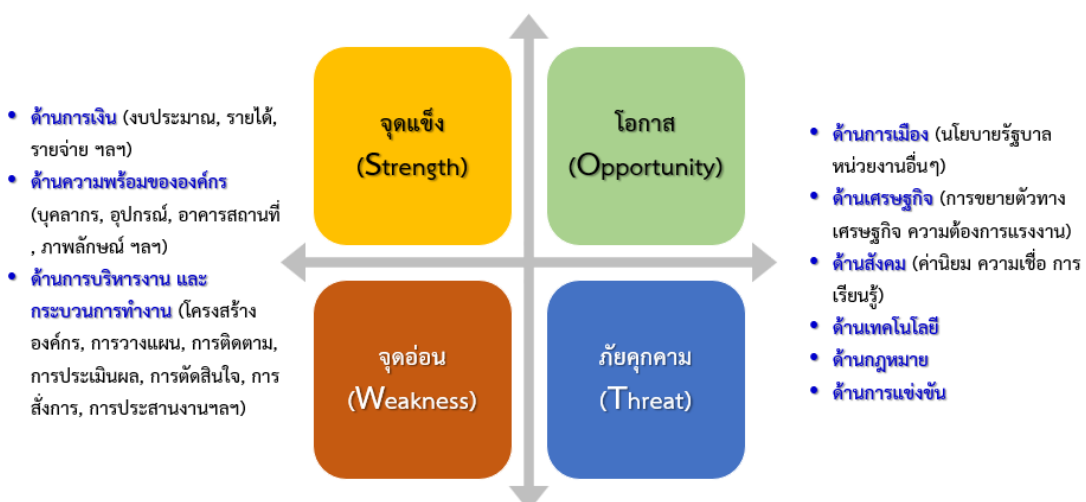 • ด้านการเงิน (งบประมาณ, รายได้,
รายจ่าย ฯลฯ)
• ด้านความพร้อมขององค์กร
(บุคลากร, อุปกรณ์, อาคารสถานที่
, ภาพลักษณ์ ฯลฯ)
• ด้านการบริหารงาน และ
กระบวนการทำงาน (โครงสร้าง
องค์กร, การวางแผน, การติดตาม,
การประเมินผล, การตัดสินใจ, การ
สั่งการ, การประสานงานฯลฯ)
จุดแข็ง
(Strength)
โอกาส
(Opportunity)
จุดอ่อน
(Weakness)
ภัยคุกคาม
(Threat)
• ด้านการเมือง (นโยบายรัฐบาล
หน่วยงานอื่นๆ)
• ด้านเศรษฐกิจ (การขยายตัวทาง
เศรษฐกิจ ความต้องการแรงงาน)
• ด้านสังคม (ค่านิยม ความเชื่อ การ
เรียนรู้)
• ด้านเทคโนโลยี
• ด้านกฎหมาย
• ด้านการแข่งขัน